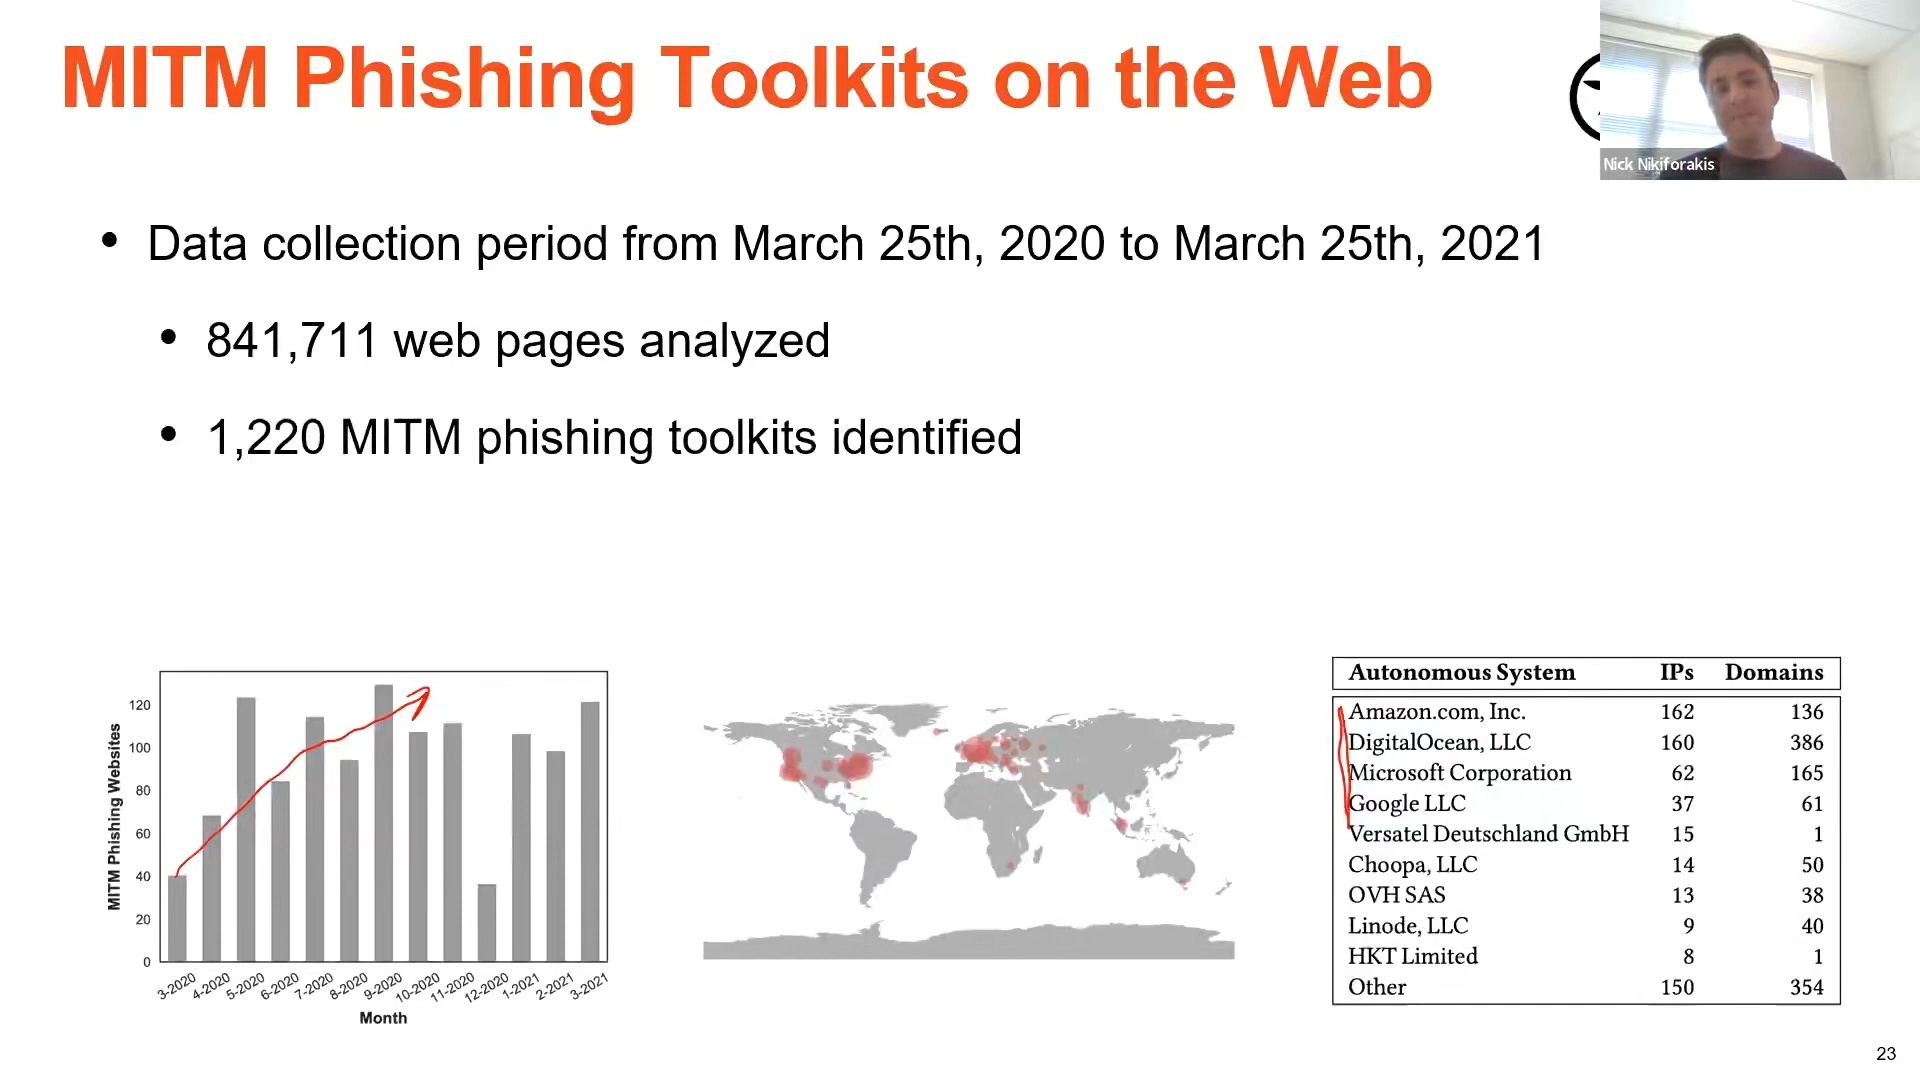 MITM Phishing Toolkits on the Web
Nick Nikiforakis
• Data collection period from March 25th, 2020 to March 25th, 2021
• 841,711 web pages analyzed
• 1,220 MITM phishing toolkits identified
MITM Phishing Websites
120
100
80
60
40
20
0
3-2020 4-2020 5-2020 6-2020 7-2020 8-2020 9-2020 10-2020 11-2020 12-2020 1-2021 2-2021 3-2021
Month
Autonomous System IPs Domains
Amazon.com, Inc. 162 136
DigitalOcean, LLC 160 386
Microsoft Corporation 62 165
Google LLC 37 61
Versatel Deutschland GmbH 15 1
Choopa, LLC 14 50
OVH SAS 13 38
Linode, LLC 9 40
HKT Limited 8 1
Other 150 354
23